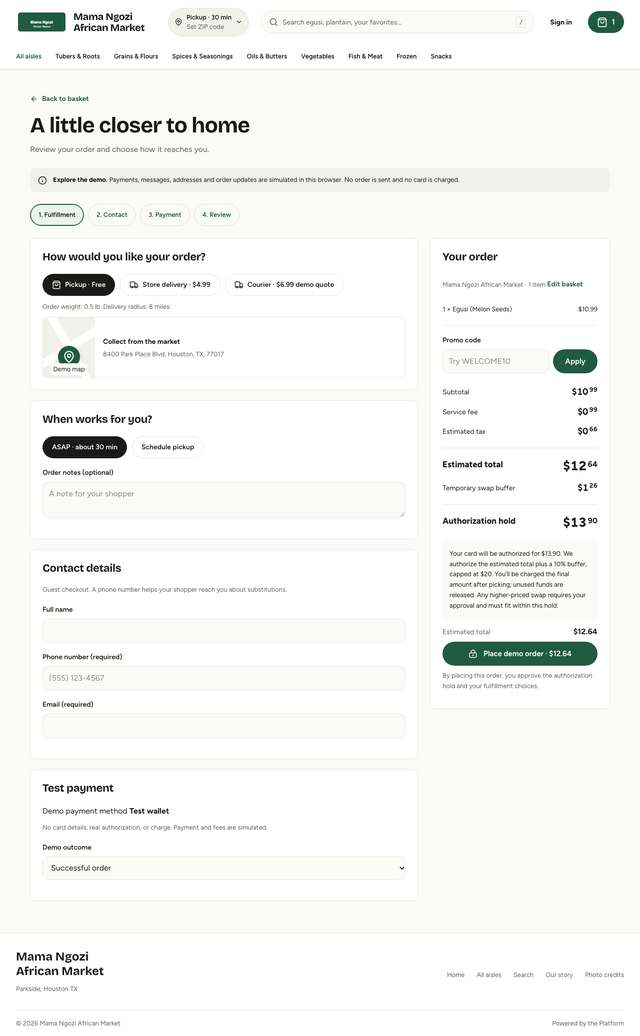 Mama Ngozi
African Market
Mama Ngozi
African Market
Pickup · 30 min
Set ZIP code
Search egusi, plantain, your favorites...
/
Sign in
1
All aisles
Tubers & Roots
Grains & Flours
Spices & Seasonings
Oils & Butters
Vegetables
Fish & Meat
Frozen
Snacks
Back to basket
A little closer to home
Review your order and choose how it reaches you.
Explore the demo. Payments, messages, addresses and order updates are simulated in this browser. No order is sent and no card is charged.
1. Fulfillment
2. Contact
3. Payment
4. Review
How would you like your order?
Pickup · Free
Store delivery · $4.99
Courier · $6.99 demo quote
Order weight: 0.5 lb. Delivery radius: 8 miles.
Demo map
Collect from the market
8400 Park Place Blvd, Houston, TX, 77017
When works for you?
ASAP · about 30 min
Schedule pickup
Order notes (optional)
A note for your shopper
Contact details
Guest checkout. A phone number helps your shopper reach you about substitutions.
Full name
Phone number (required)
(555) 123-4567
Email (required)
Test payment
Demo payment method Test wallet
No card details, real authorization, or charge. Payment and fees are simulated.
Demo outcome
Successful order
Your order
Mama Ngozi African Market · 1 item Edit basket
1 × Egusi (Melon Seeds) $10.99
Promo code
Try WELCOME10
Apply
Subtotal $10 99
Service fee $0 99
Estimated tax $0 66
Estimated total $12 64
Temporary swap buffer $1 26
Authorization hold $13 90
Your card will be authorized for $13.90. We
authorize the estimated total plus a 10% buffer,
capped at $20. You'll be charged the final
amount after picking; unused funds are
released. Any higher-priced swap requires your
approval and must fit within this hold.
Estimated total $12.64
Place demo order · $12.64
By placing this order, you approve the authorization
hold and your fulfillment choices.
Mama Ngozi
African Market
Parkside, Houston TX
Home
All aisles
Search
Our story
Photo credits
© 2026 Mama Ngozi African Market
Powered by the Platform